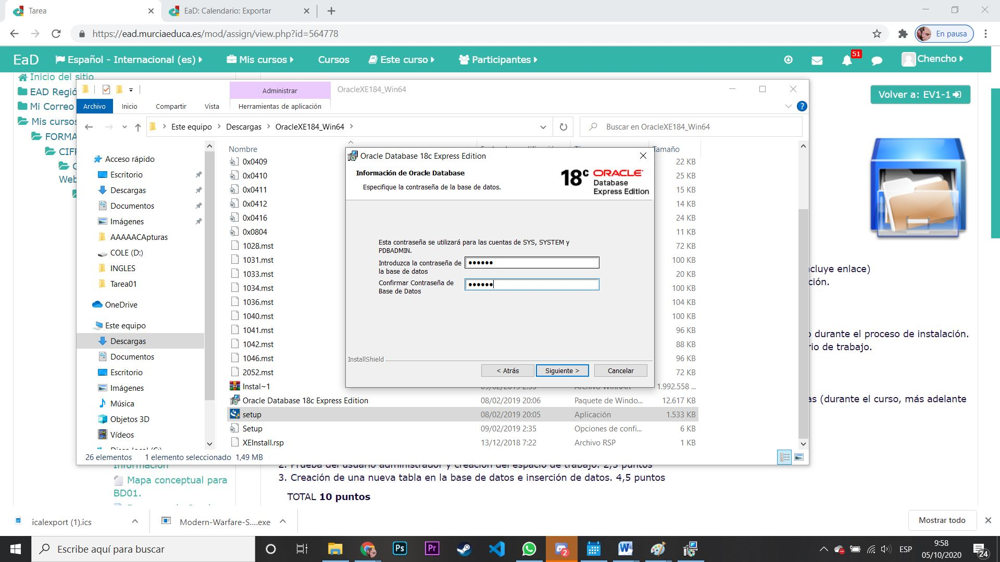 Tarea
EaD: Calendario: Exportar
https://ead.murciaeduca.es/mod/assign/view.php?id=564778
En pausa
EaD
Español - Internacional (es)
Mis cursos
Cursos
Este curso
Participantes
51
Chencho
Inicio del sitio
EAD Regió
Mi Correo
Mis cursos
FORMA
CIF
Web
Volver a: EV1-1
Administrar
OracleXE184_Win64
Archivo
Inicio
Compartir
Vista
Herramientas de aplicación
Este equipo
Descargas
OracleXE184_Win64
Buscar en OracleXE184_Win64
Acceso rápido
Escritorio
Descargas
Documentos
Imágenes
AAAAACApturas
COLE (D:)
INGLES
Tarea01
OneDrive
Este equipo
Descargas
Documentos
Escritorio
Imágenes
Música
Objetos 3D
Vídeos
Nombre
Tamaño
0x0409 22 KB
0x0410 25 KB
0x0411 15 KB
0x0412 14 KB
0x0416 24 KB
0x0804 11 KB
1028.mst 72 KB
1031.mst 100 KB
1033.mst 20 KB
1034.mst 100 KB
1036.mst 104 KB
1040.mst 100 KB
1041.mst 96 KB
1042.mst 88 KB
1046.mst 96 KB
2052.mst 72 KB
Instal~1 09/02/2019 2:35 Archivo WinRAR 1.992.558 ...
Oracle Database 18c Express Edition 08/02/2019 20:06 Paquete de Windo... 12.617 KB
setup 08/02/2019 20:05 Aplicación 1.533 KB
Setup 09/02/2019 2:35 Opciones de confi... 6 KB
XEInstall.rsp 13/12/2018 7:22 Archivo RSP 1 KB
26 elementos
1 elemento seleccionado 1,49 MB
Oracle Database 18c Express Edition
Información de Oracle Database
Especifique la contraseña de la base de datos.
18c ORACLE
Database
Express Edition
Esta contraseña se utilizará para las cuentas de SYS, SYSTEM y
PDBADMIN.
Introduzca la contraseña de
la base de datos
Confirmar Contraseña de
Base de Datos
InstallShield
< Atrás
Siguiente >
Cancelar
cluye enlace)
ción.
o durante el proceso de instalación.
rio de trabajo.
as (durante el curso, más adelante
Información
Mapa conceptual para
BD01.
2. Prueba del usuario administrador y creación del espacio de trabajo. 2,5 puntos
3. Creación de una nueva tabla en la base de datos e inserción de datos. 4,5 puntos
TOTAL 10 puntos
icalexport (1).ics
Modern-Warfare-S....exe
Mostrar todo
Escribe aquí para buscar
Ps
Pr
2
ESP
9:58
05/10/2020
24